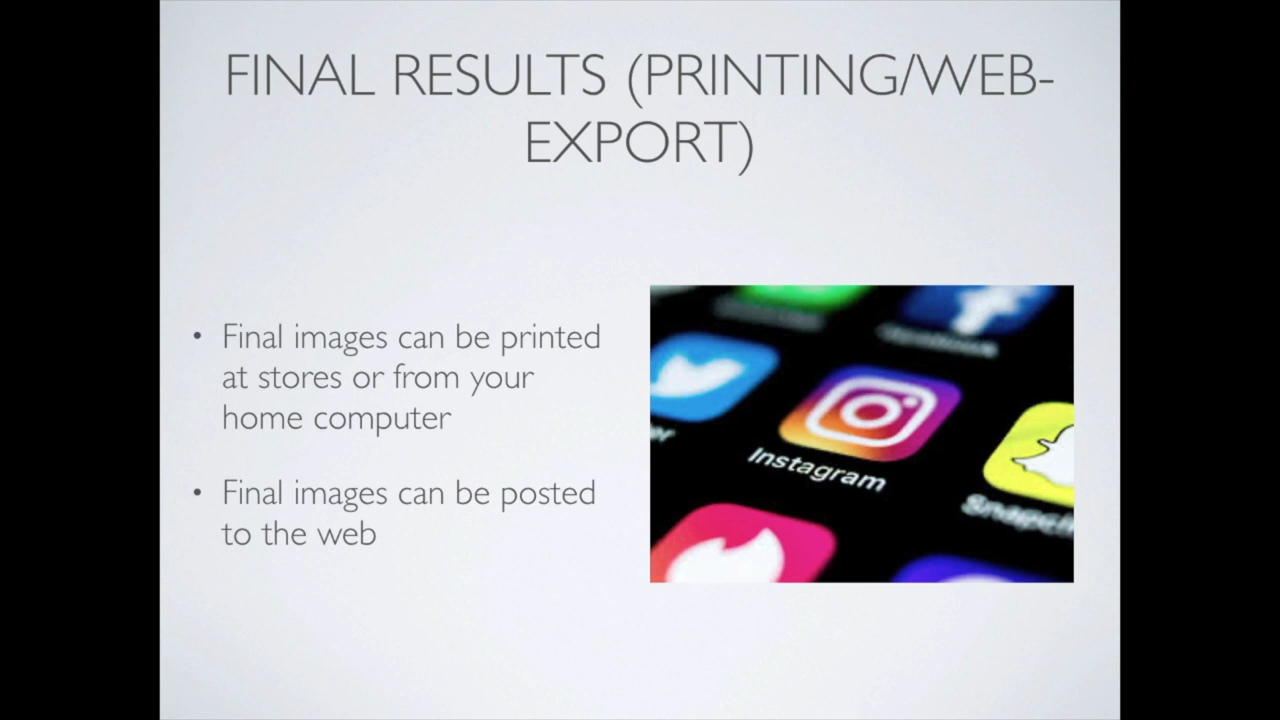 FINAL RESULTS (PRINTING/WEB-
EXPORT)
• Final images can be printed
at stores or from your
home computer
• Final images can be posted
to the web
Instagram